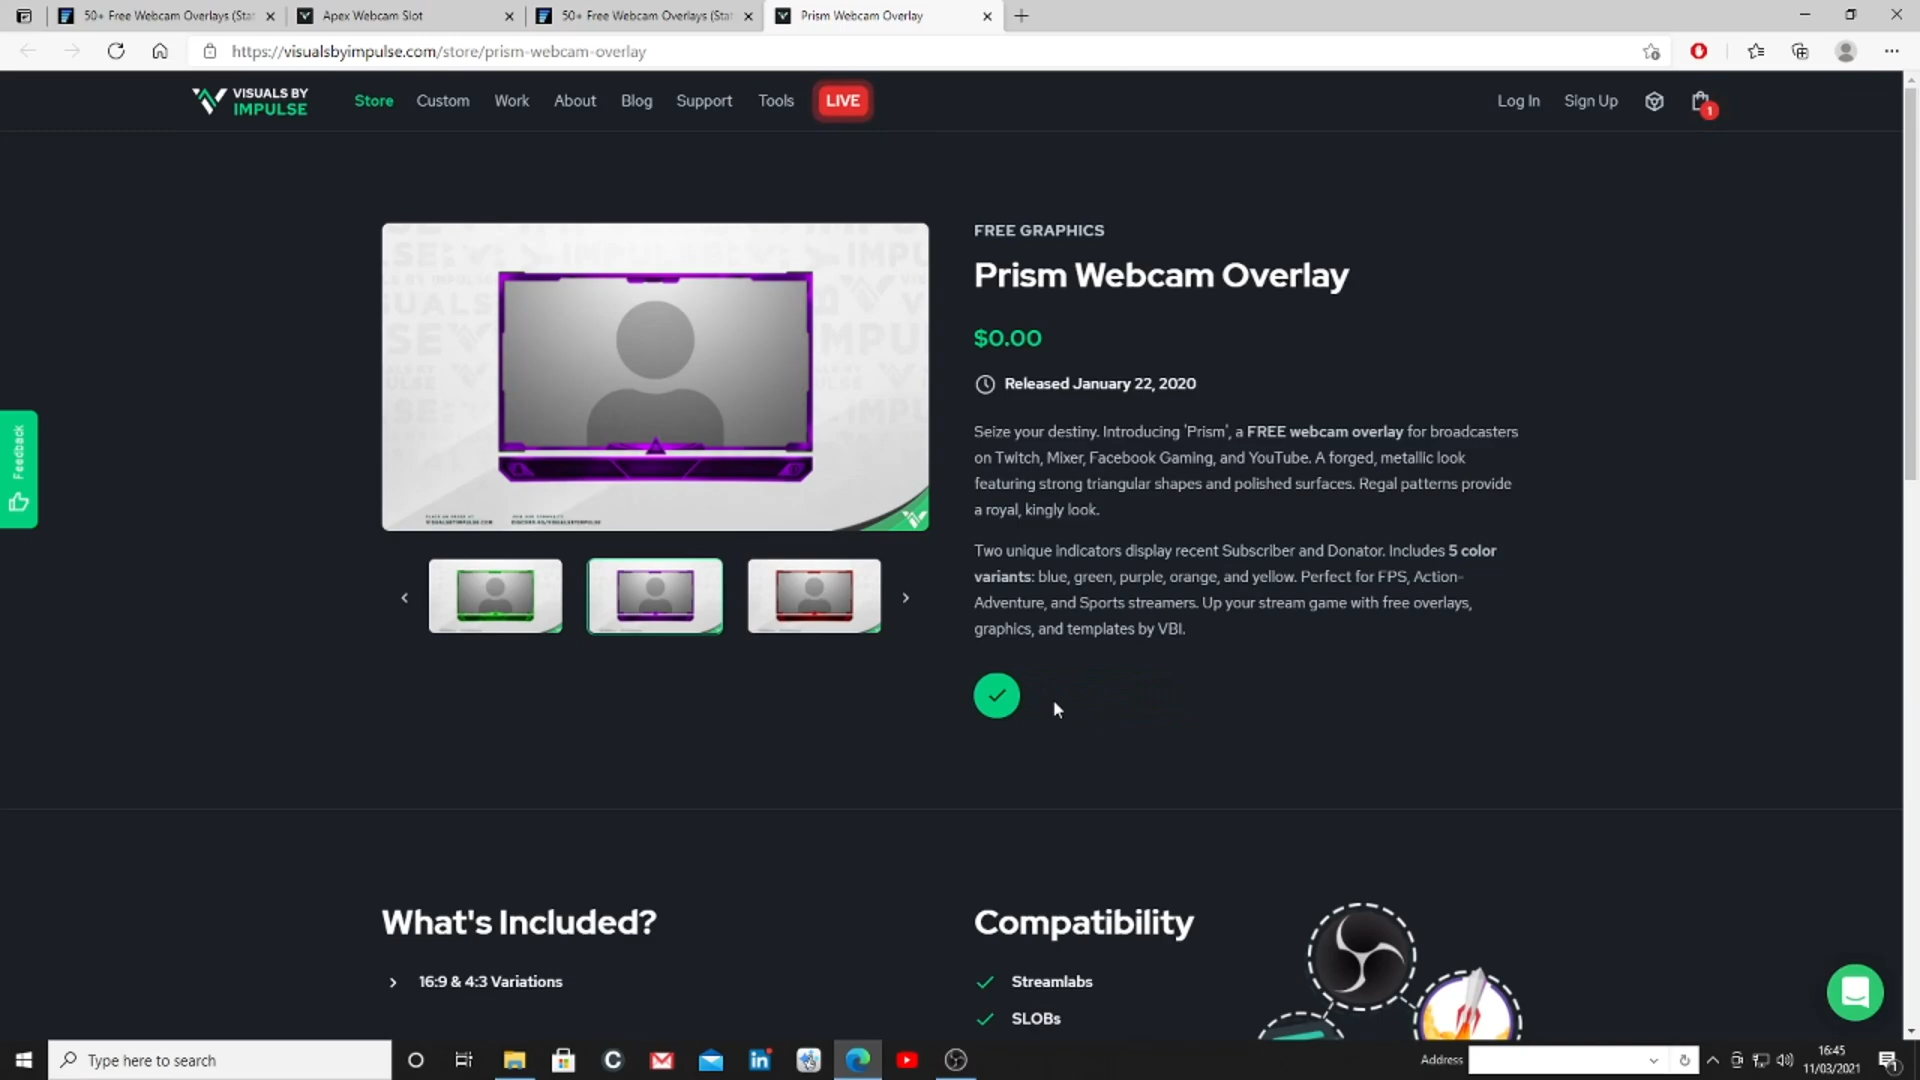 50+ Free Webcam Overlays (Stat
Apex Webcam Slot
50+ Free Webcam Overlays (Stat
Prism Webcam Overlay
https://visualsbyimpulse.com/store/prism-webcam-overlay
VISUALS BY
IMPULSE
Store
Custom
Work
About
Blog
Support
Tools
LIVE
Log In
Sign Up
1
FREE GRAPHICS
Prism Webcam Overlay
$0.00
Released January 22, 2020
Seize your destiny. Introducing 'Prism', a FREE webcam overlay for broadcasters
on Twitch, Mixer, Facebook Gaming, and YouTube. A forged, metallic look
featuring strong triangular shapes and polished surfaces. Regal patterns provide
a royal, kingly look.
Two unique indicators display recent Subscriber and Donator. Includes 5 color
variants: blue, green, purple, orange, and yellow. Perfect for FPS, Action-
Adventure, and Sports streamers. Up your stream game with free overlays,
graphics, and templates by VBI.
Feedback
What's Included?
16:9 & 4:3 Variations
Compatibility
Streamlabs
SLOBs
Type here to search
Address
16:45
11/03/2021
1